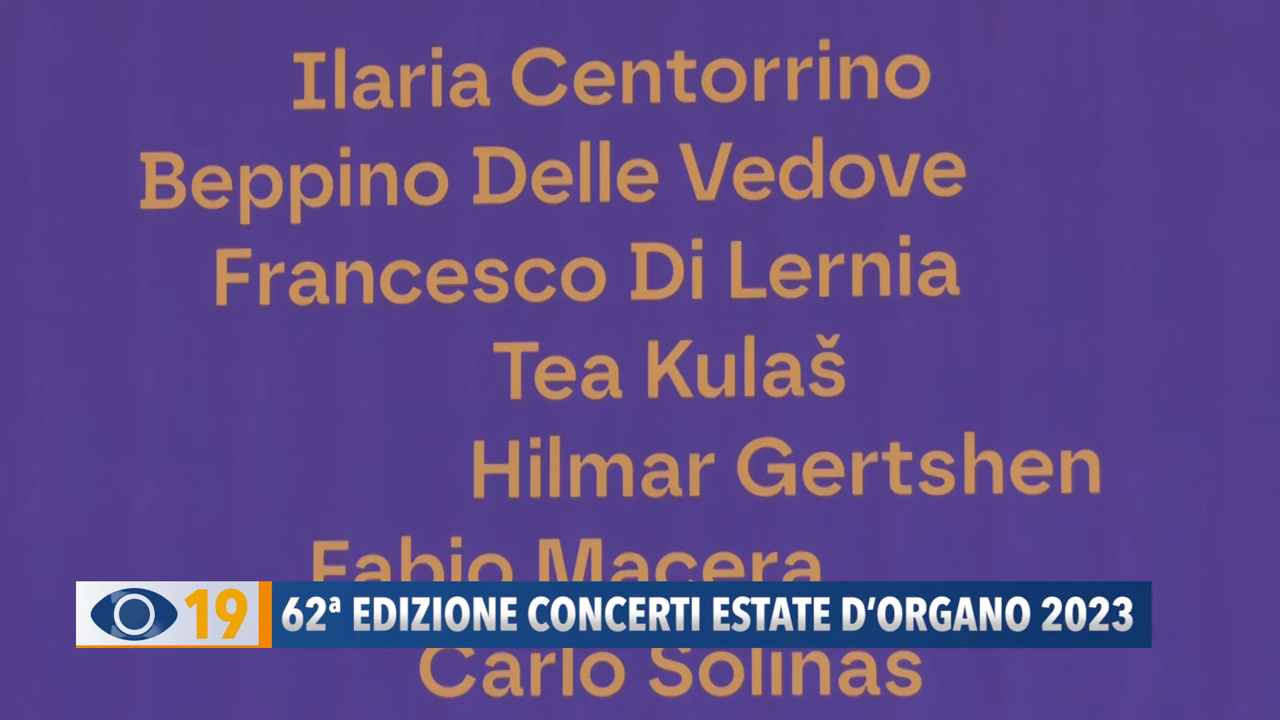 Ilaria Centorrino
Beppino Delle Vedove
Francesco Di Lernia
Tea Kulaš
Hilmar Gertshen
Fabio Macera
19 62ª EDIZIONE CONCERTI ESTATE D’ORGANO 2023
Carlo Solinas